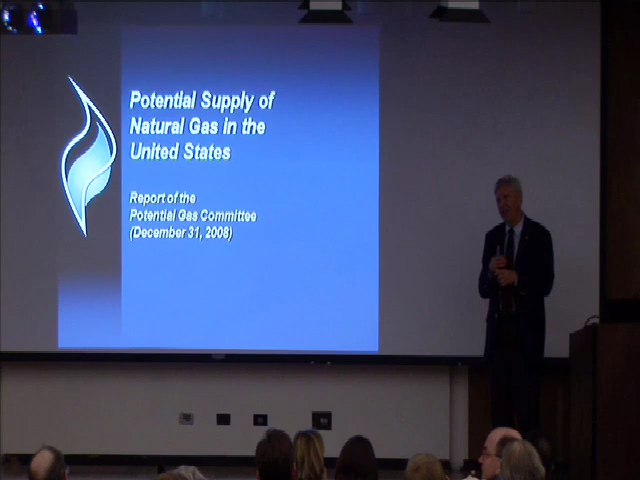 Potential Supply of
Natural Gas in the
United States
Report of the
Potential Gas Committee
(December 31, 2008)